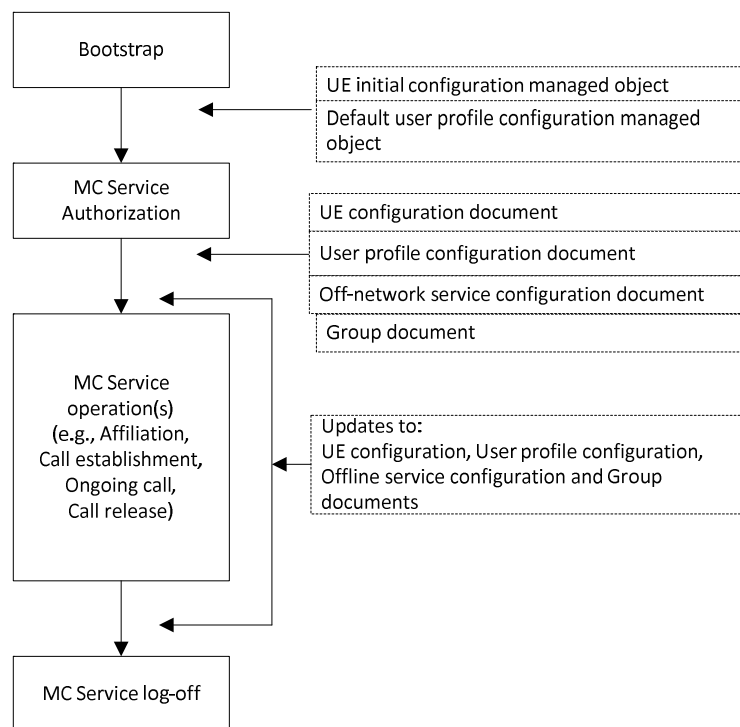 Bootstrap
UE initial configuration managed object
Default user profile configuration managed
object
MC Service
Authorization
UE configuration document
User profile configuration document
Off-network service configuration document
Group document
MC Service
operation(s)
(e.g., Affiliation,
Call establishment,
Ongoing call,
Call release)
Updates to:
UE configuration, User profile configuration,
Offline service configuration and Group
documents
MC Service log-off